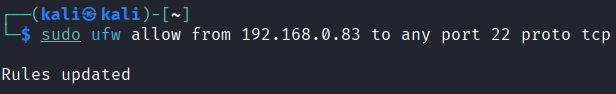 ┌──(kali㉿kali)-[~]
└─$ sudo ufw allow from 192.168.0.83 to any port 22 proto tcp
Rules updated